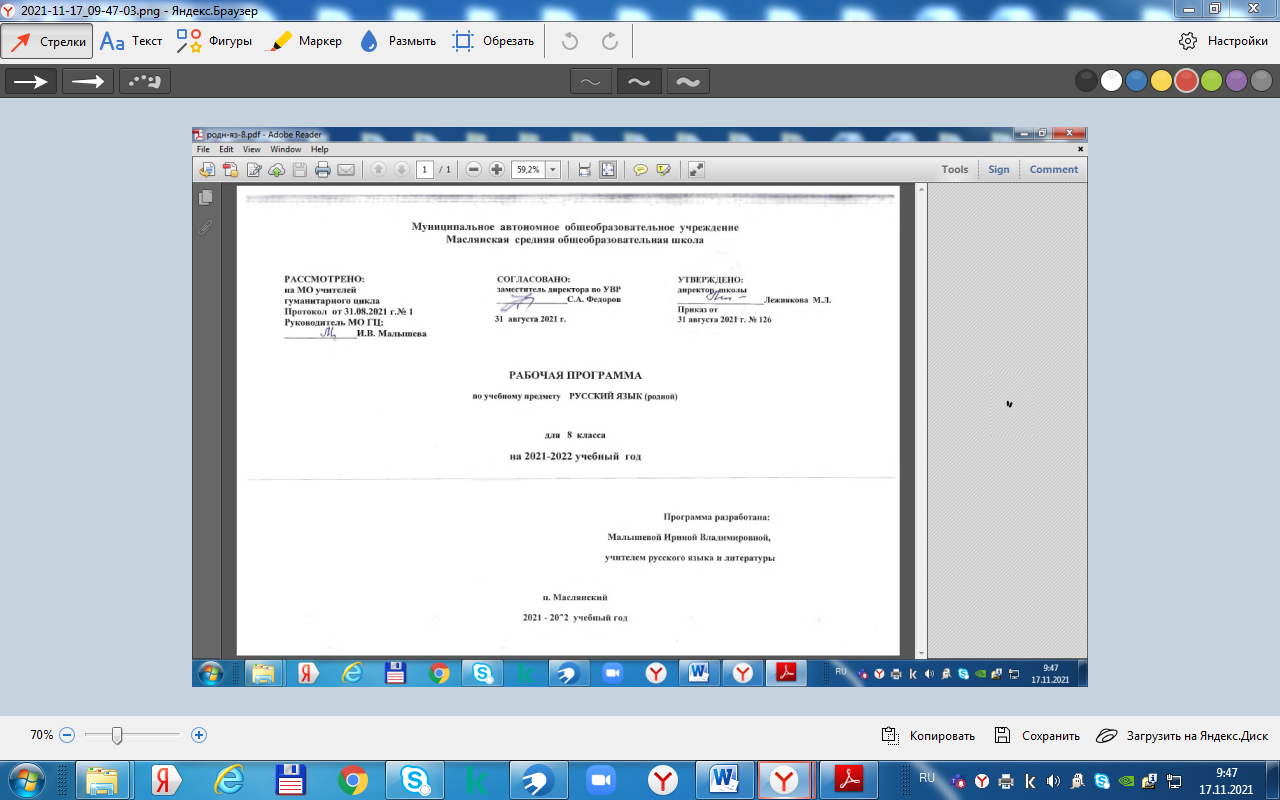 2021-11-17_09-47-03.png - Яндекс.Браузер
Стрелки Текст Фигуры Маркер Размыть Обрезать Настройки
родн-яз-8.pdf - Adobe Reader
File Edit View Window Help
1 / 1 59,2% Tools Sign Comment
Муниципальное автономное общеобразовательное учреждение
Маслянская средняя общеобразовательная школа
РАССМОТРЕНО:
на МО учителей
гуманитарного цикла
Протокол от 31.08.2021 г.№ 1
Руководитель МО ГЦ:
И.В. Малышева
СОГЛАСОВАНО:
заместитель директора по УВР
С.А. Федоров
31 августа 2021 г.
УТВЕРЖДЕНО:
директор школы
Лежнякова М.Л.
Приказ от
31 августа 2021 г. № 126
РАБОЧАЯ ПРОГРАММА
по учебному предмету РУССКИЙ ЯЗЫК (родной)
для 8 класса
на 2021-2022 учебный год
Программа разработана:
Малышевой Ириной Владимировной,
учителем русского языка и литературы
п. Маслянский
2021 - 2022 учебный год
RU 9:47
17.11.2021
70% Копировать Сохранить Загрузить на Яндекс.Диск
RU 9:47
17.11.2021